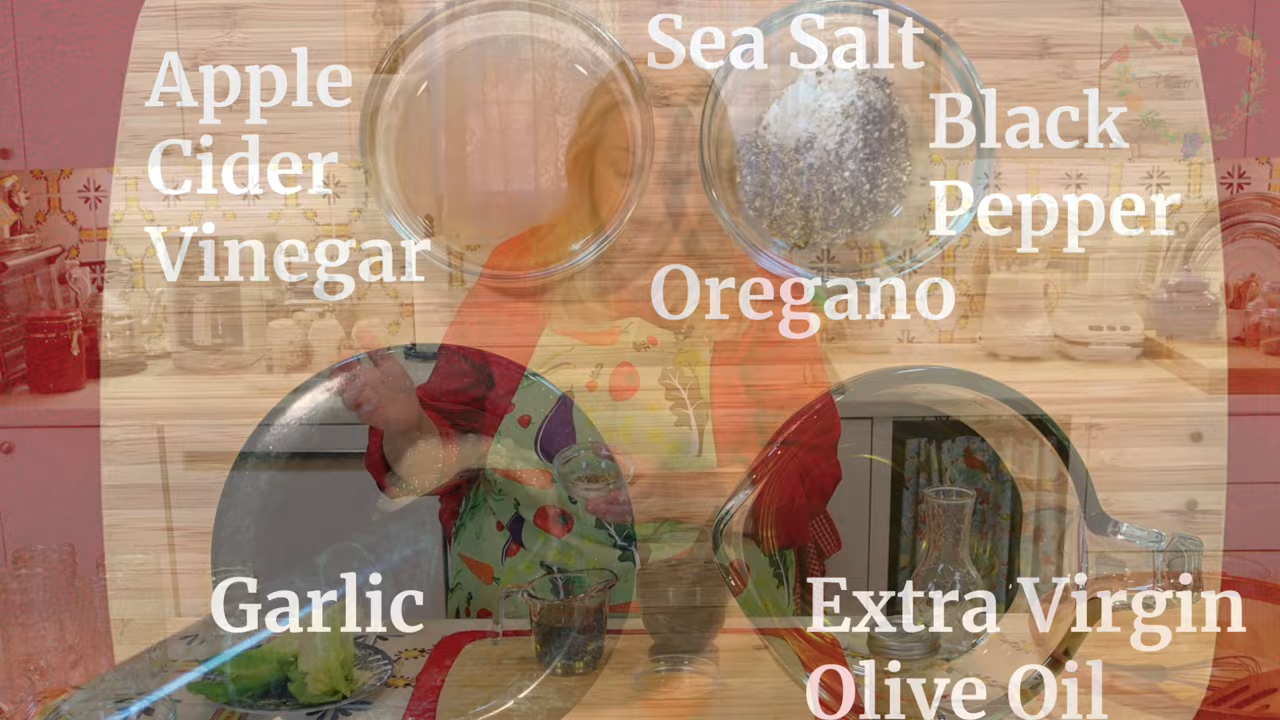 Apple
Cider
Vinegar
Sea Salt
Black
Pepper
Oregano
Garlic
Extra Virgin
Olive Oil